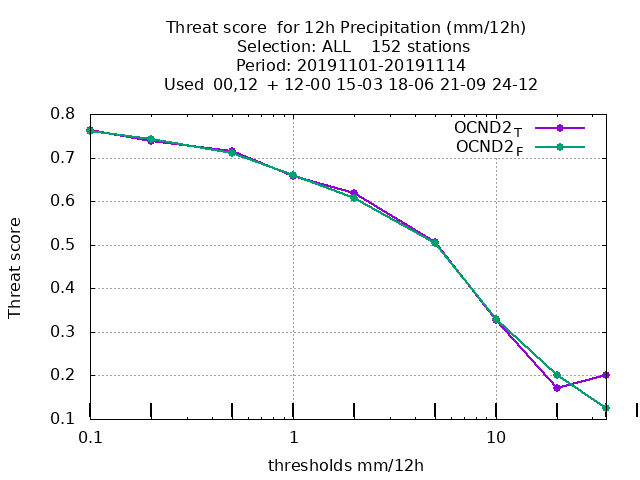 Threat score  for 12h Precipitation (mm/12h)
Selection: ALL    152 stations
Period: 20191101-20191114
Used  00,12  + 12-00 15-03 18-06 21-09 24-12
0.8
0.7
0.6
0.5
0.4
0.3
0.2
0.1
Threat score
OCND2T
OCND2F
0.1
1
10
thresholds mm/12h